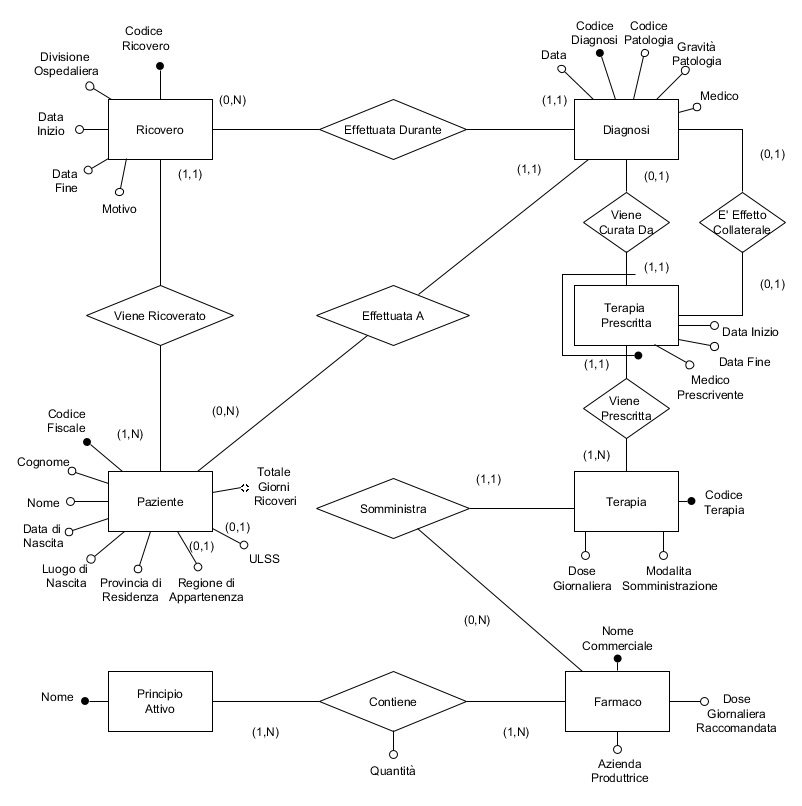 Codice
Ricovero
Divisione
Ospedaliera
Data
Inizio
Data
Fine
Motivo
Ricovero
(0,N)
(1,1)
Effettuata Durante
(1,1)
Data
Codice
Diagnosi
Codice
Patologia
Gravità
Patologia
Medico
Diagnosi
(1,1)
(0,1)
(0,1)
Viene
Curata Da
E' Effetto
Collaterale
(1,1)
(0,1)
Viene Ricoverato
Effettuata A
Terapia
Prescritta
Data Inizio
Data Fine
Medico
Prescrivente
(1,1)
Viene
Prescritta
(1,N)
(0,N)
(1,N)
Codice
Fiscale
Cognome
Nome
Data di
Nascita
Luogo di
Nascita
Provincia di
Residenza
(0,1)
Regione di
Appartenenza
(0,1)
ULSS
Totale
Giorni
Ricoveri
Paziente
Somministra
(1,1)
Terapia
Codice
Terapia
Dose
Giornaliera
Modalita
Somministrazione
(0,N)
Nome
Commerciale
Nome
Principio
Attivo
(1,N)
Contiene
Quantità
(1,N)
Farmaco
Dose
Giornaliera
Raccomandata
Azienda
Produttrice